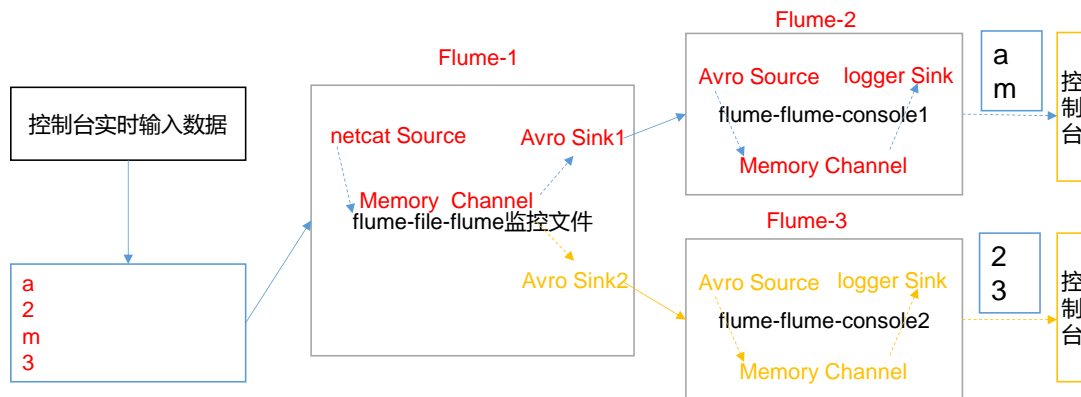 控制台实时输入数据
a
2
m
3
Flume-1
netcat Source
Avro Sink1
Memory Channel
flume-file-flume监控文件
Avro Sink2
Flume-2
Avro Source
logger Sink
flume-flume-console1
Memory Channel
a
m
控制台
Flume-3
Avro Source
logger Sink
flume-flume-console2
Memory Channel
2
3
控制台